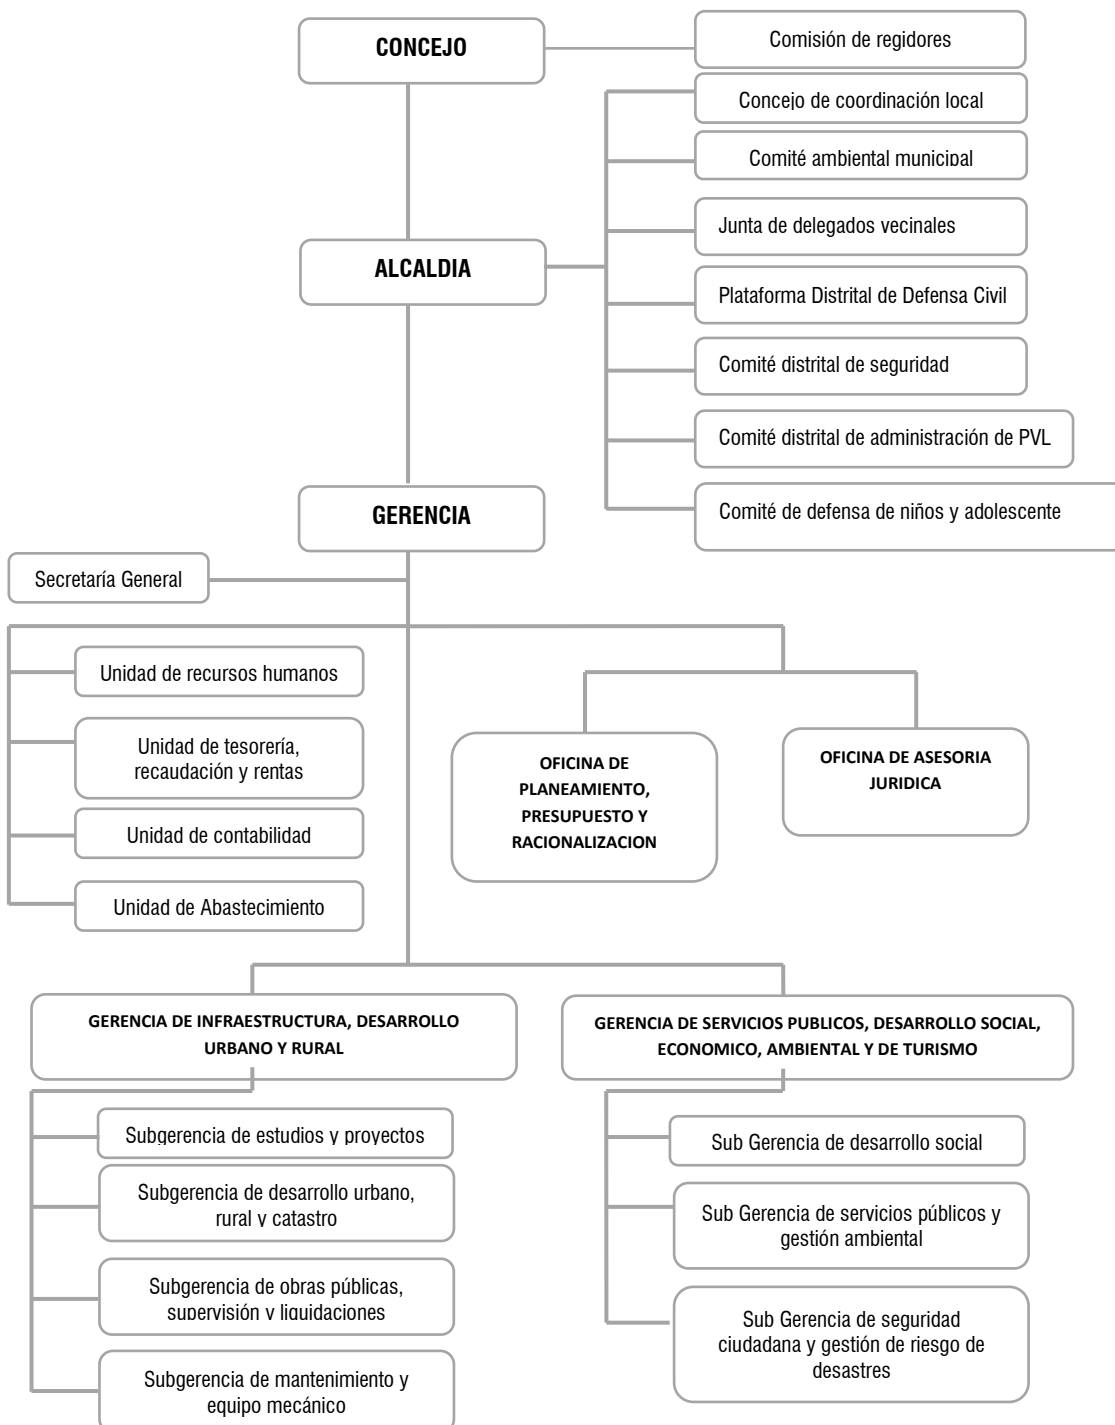 CONCEJO
Comisión de regidores
Concejo de coordinación local
Comité ambiental municipal
Junta de delegados vecinales
ALCALDIA
Plataforma Distrital de Defensa Civil
Comité distrital de seguridad
Comité distrital de administración de PVL
GERENCIA
Comité de defensa de niños y adolescente
Secretaría General
Unidad de recursos humanos
Unidad de tesorería,
recaudación y rentas
Unidad de contabilidad
Unidad de Abastecimiento
OFICINA DE
PLANEAMIENTO,
PRESUPUESTO Y
RACIONALIZACION
OFICINA DE ASESORIA
JURIDICA
GERENCIA DE INFRAESTRUCTURA, DESARROLLO
URBANO Y RURAL
GERENCIA DE SERVICIOS PUBLICOS, DESARROLLO SOCIAL,
ECONOMICO, AMBIENTAL Y DE TURISMO
Subgerencia de estudios y proyectos
Subgerencia de desarrollo urbano,
rural y catastro
Subgerencia de obras públicas,
supervisión y liquidaciones
Subgerencia de mantenimiento y
equipo mecánico
Sub Gerencia de desarrollo social
Sub Gerencia de servicios públicos y
gestión ambiental
Sub Gerencia de seguridad
ciudadana y gestión de riesgo de
desastres